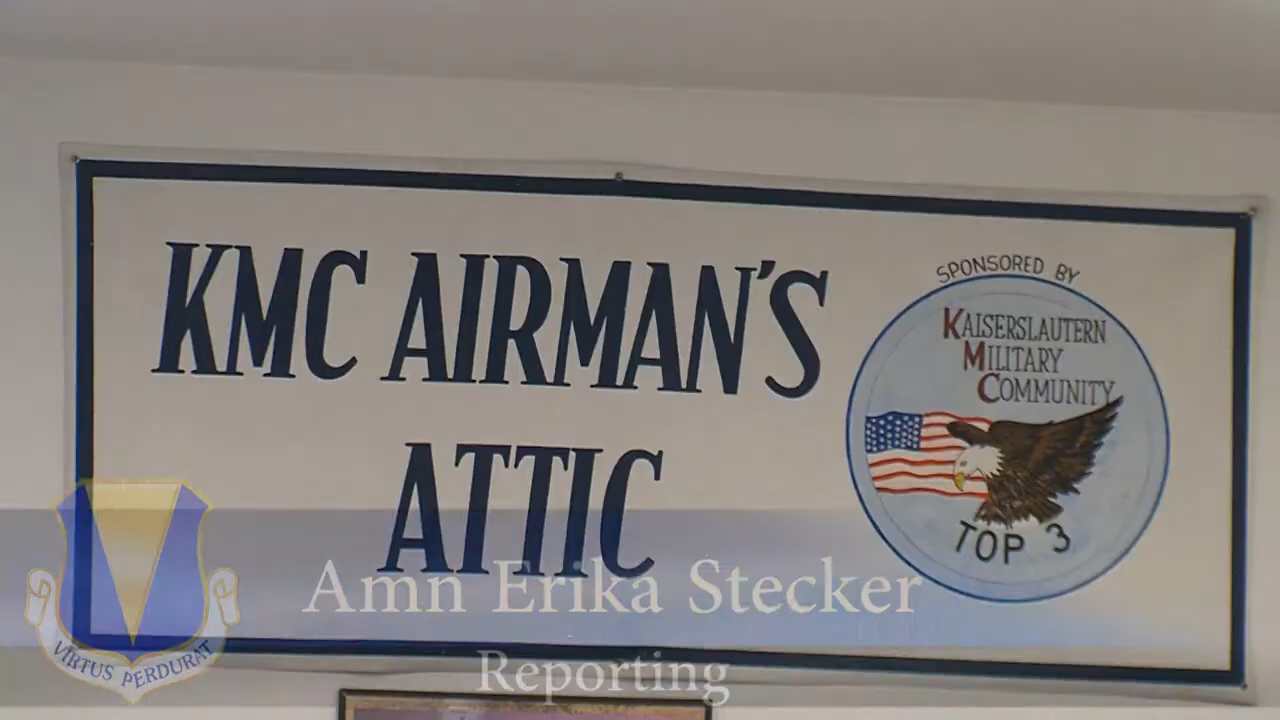 KMC AIRMAN'S
ATTIC
SPONSORED BY
KAISERSLAUTERN
MILITARY
COMMUNITY
TOP 3
Amn Erika Stecker
Reporting
VIRTUS PERDURAT